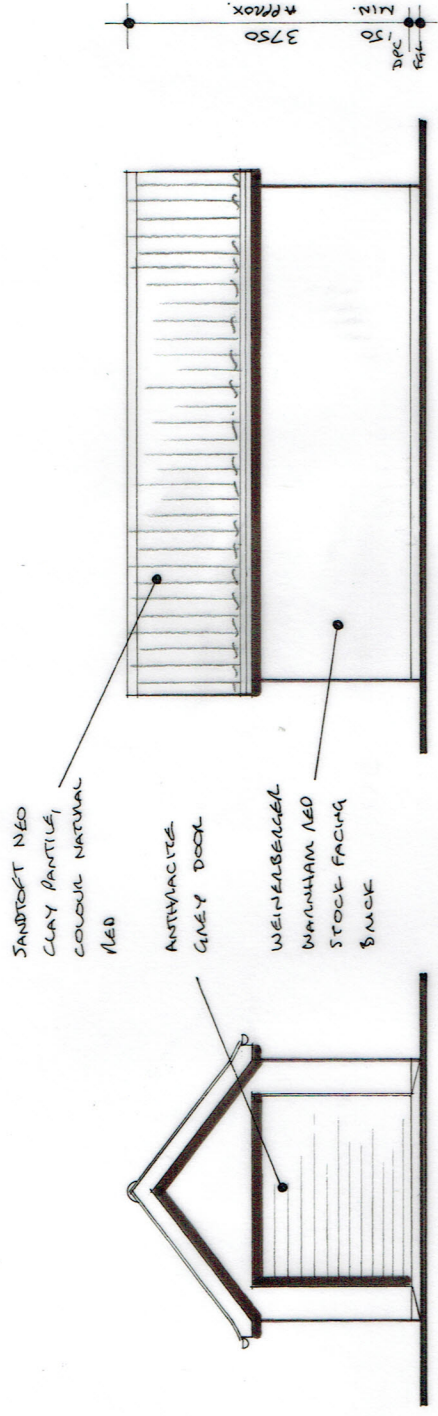 SANDTOFT NEO
CLAY PANTILE,
COLOUR NATURAL
RED
ANTHRACITE
GREY DOOR
WEINERBERGER
WARNHAM RED
STOCK FACING
BRICK
3750
APPROX.
150
MIN.
DPC
FGL